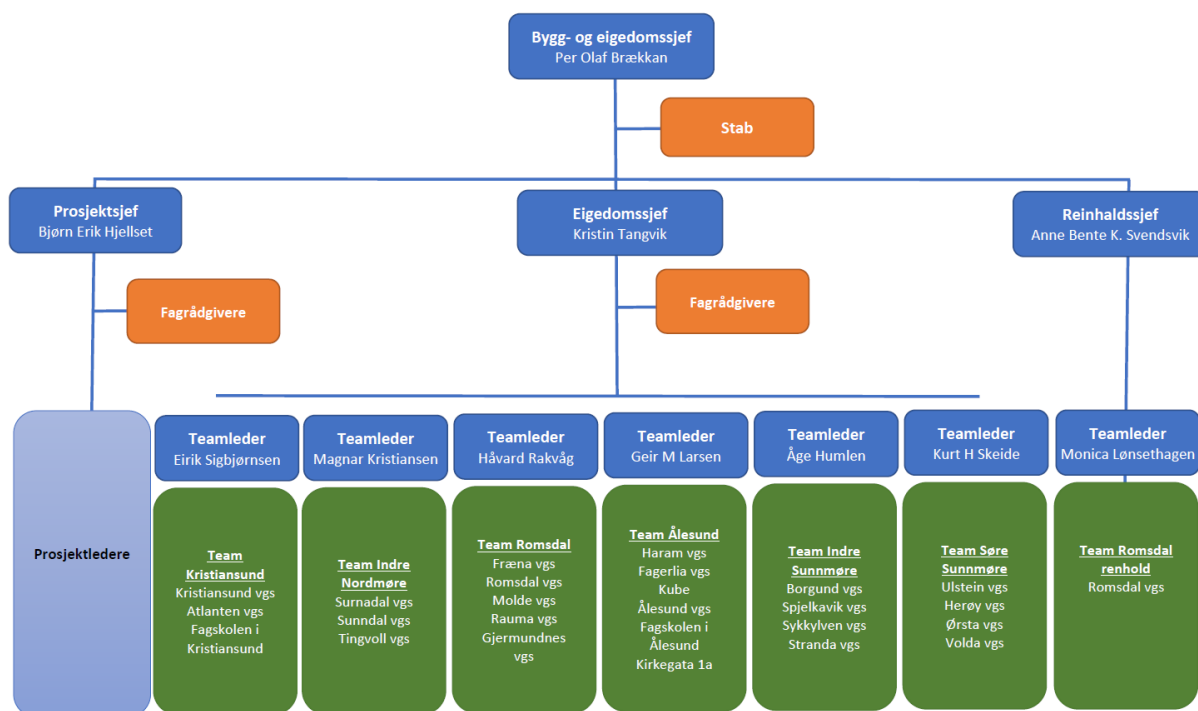 Bygg- og eigedomssjef
Per Olaf Brækkan
Stab
Prosjektsjef
Bjørn Erik Hjellset
Eigedomssjef
Kristin Tangvik
Reinhaldssjef
Anne Bente K. Svendsvik
Fagrådgivere
Fagrådgivere
Prosjektledere
Teamleder
Eirik Sigbjørnsen
Team
Kristiansund
Kristiansund vgs
Atlanten vgs
Fagskolen i
Kristiansund
Teamleder
Magnar Kristiansen
Team Indre
Nordmøre
Surnadal vgs
Sunndal vgs
Tingvoll vgs
Teamleder
Håvard Rakvåg
Team Romsdal
Fræna vgs
Romsdal vgs
Molde vgs
Rauma vgs
Gjermundnes
vgs
Teamleder
Geir M Larsen
Team Ålesund
Haram vgs
Fagerlia vgs
Kube
Ålesund vgs
Fagskolen i
Ålesund
Kirkegata 1a
Teamleder
Åge Humlen
Team Indre
Sunnmøre
Borgund vgs
Spjelkavik vgs
Sykkylven vgs
Stranda vgs
Teamleder
Kurt H Skeide
Team Søre
Sunnmøre
Ulstein vgs
Herøy vgs
Ørsta vgs
Volda vgs
Teamleder
Monica Lønsethagen
Team Romsdal
renhold
Romsdal vgs